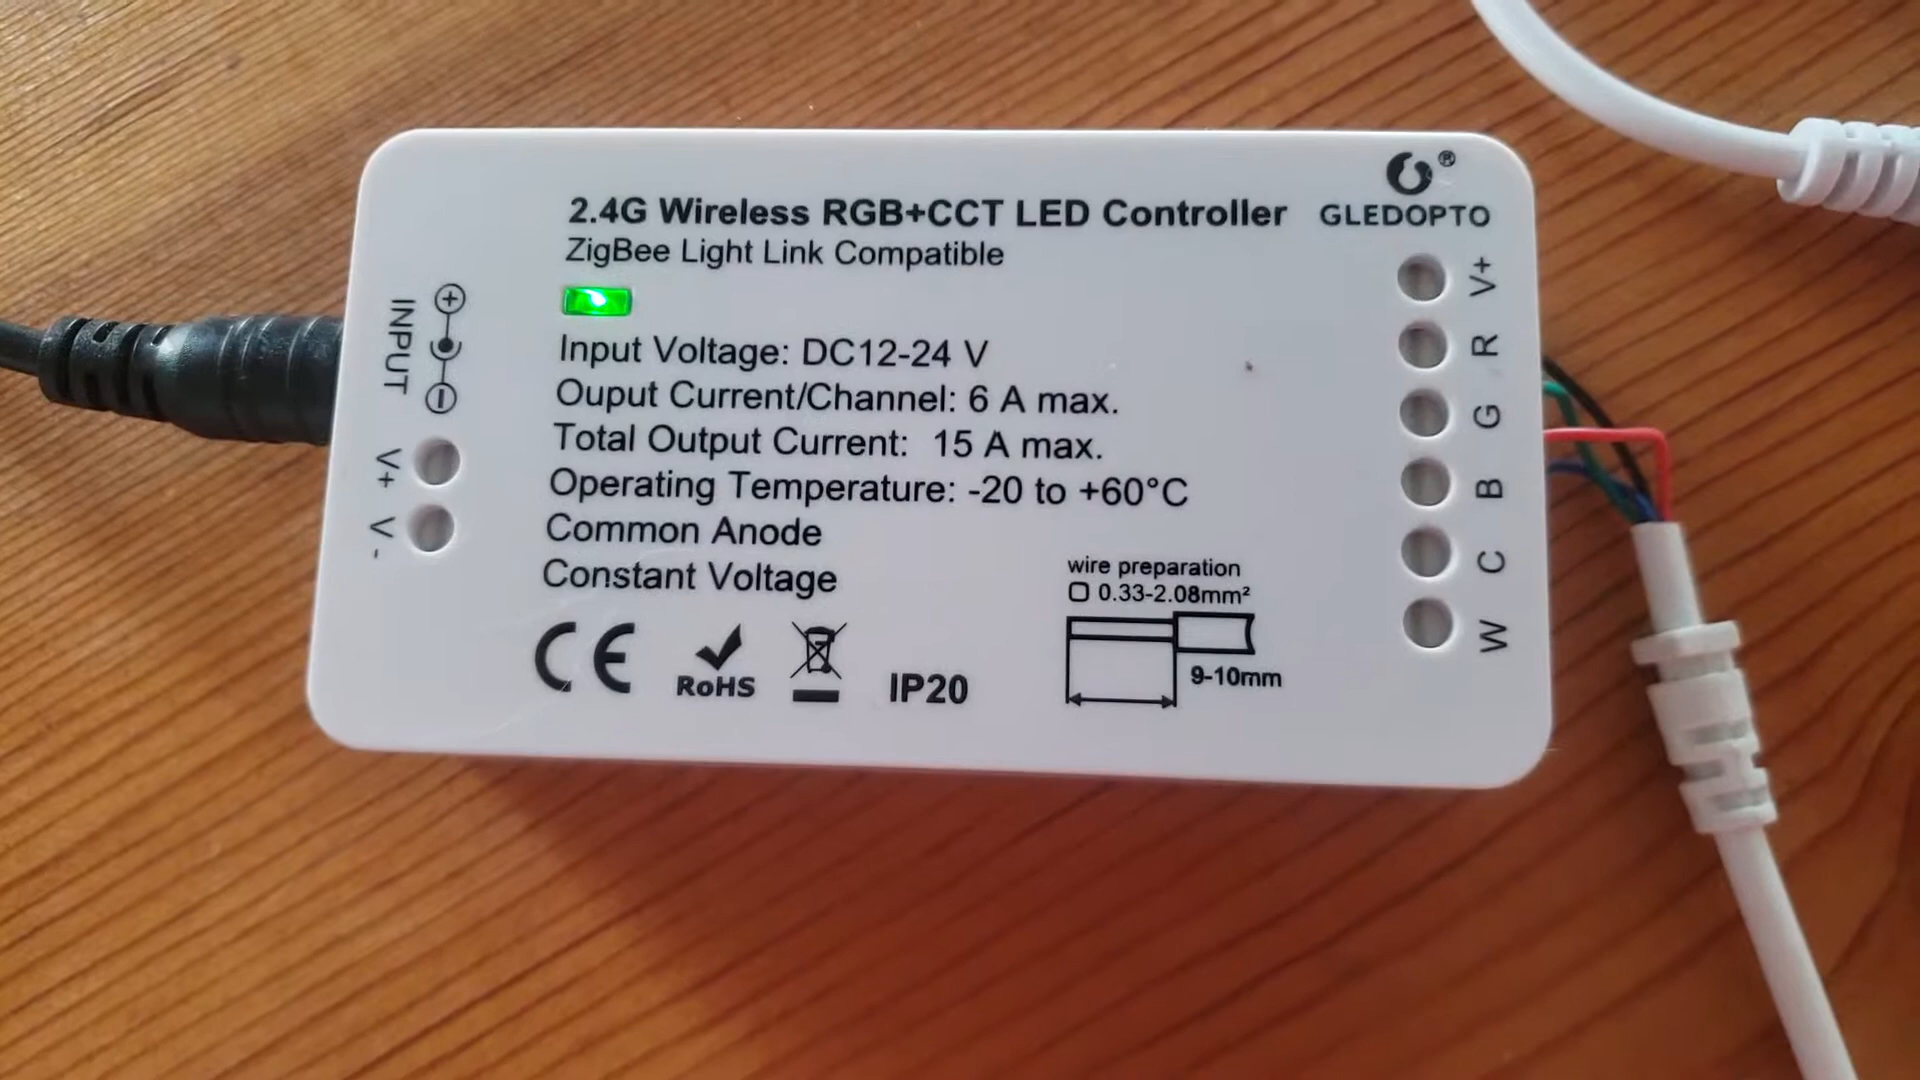 2.4G Wireless RGB+CCT LED Controller
ZigBee Light Link Compatible
GLEDOPTO ®
INPUT
+
-
V+
V-
Input Voltage: DC12-24 V
Ouput Current/Channel: 6 A max.
Total Output Current: 15 A max.
Operating Temperature: -20 to +60°C
Common Anode
Constant Voltage
CE
RoHS
IP20
wire preparation
0.33-2.08mm²
9-10mm
V+
R
G
B
C
W